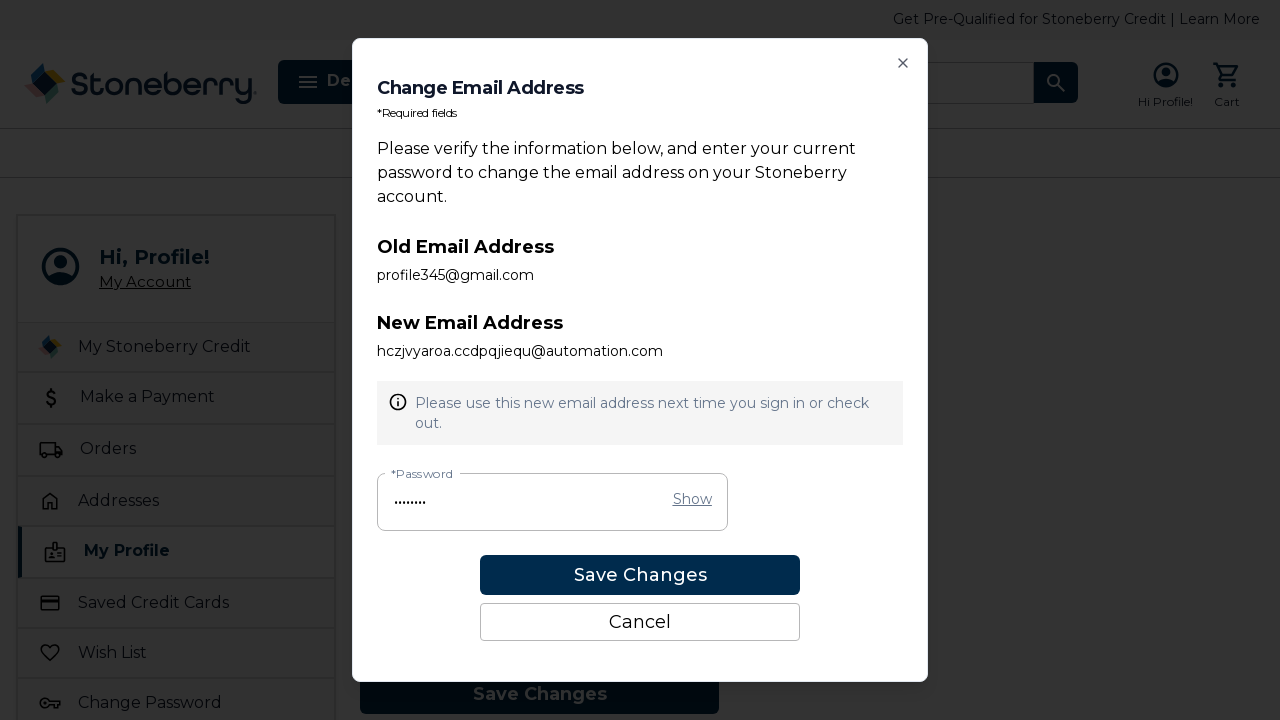 Get Pre-Qualified for Stoneberry Credit | Learn More
Stoneberry
De
Hi Profile!
Cart
Hi, Profile!
My Account
My Stoneberry Credit
Make a Payment
Orders
Addresses
My Profile
Saved Credit Cards
Wish List
Change Password
Change Email Address
*Required fields
Please verify the information below, and enter your current
password to change the email address on your Stoneberry
account.
Old Email Address
profile345@gmail.com
New Email Address
hczjvyaroa.ccdpqjiequ@automation.com
Please use this new email address next time you sign in or check
out.
*Password
••••••••
Show
Save Changes
Cancel
Save Changes